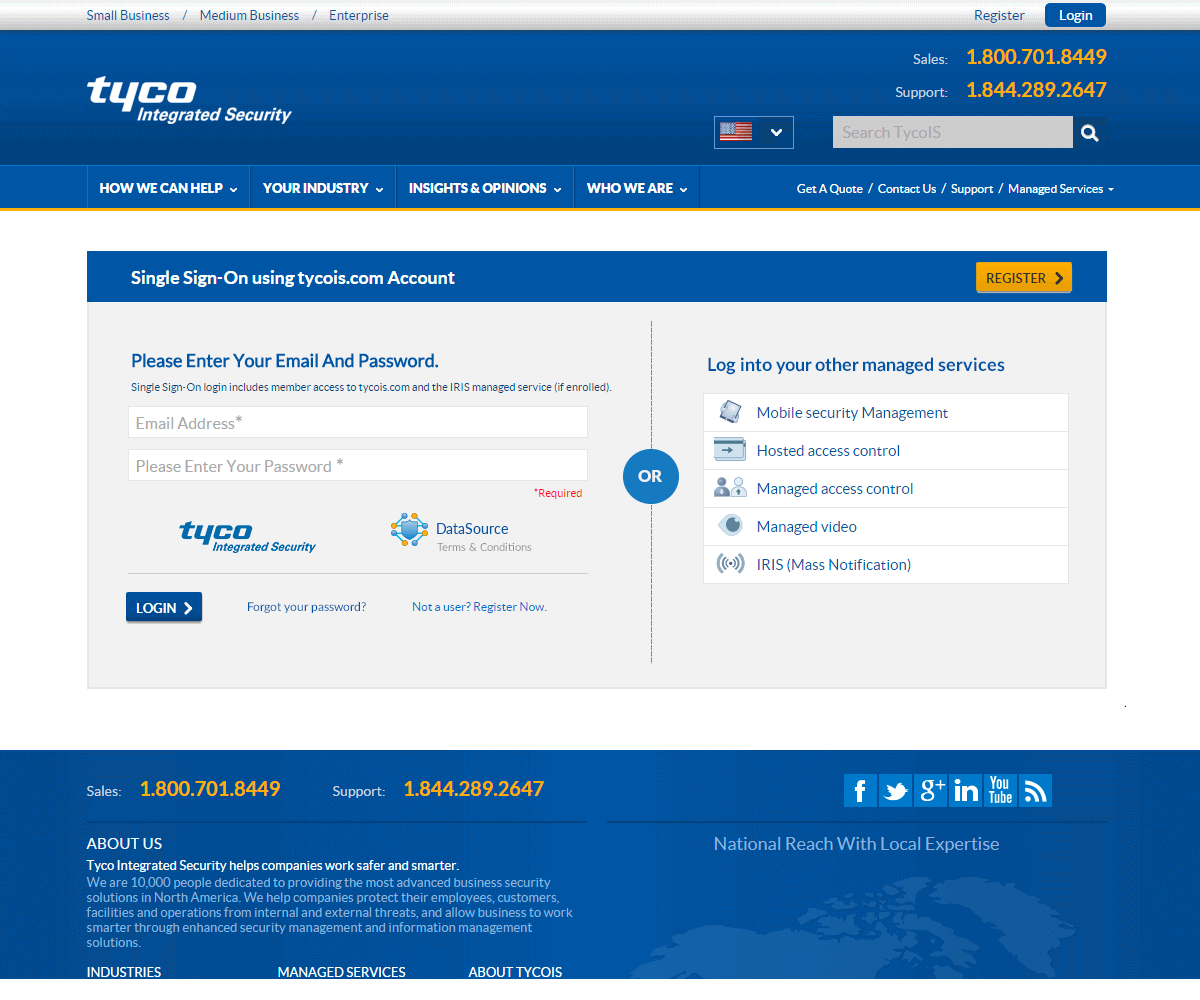 Small Business / Medium Business / Enterprise
Register Login
Sales: 1.800.701.8449
Support: 1.844.289.2647
tyco
Integrated Security
Search TycoIS
HOW WE CAN HELP YOUR INDUSTRY INSIGHTS & OPINIONS WHO WE ARE
Get A Quote / Contact Us / Support / Managed Services
Single Sign-On using tycois.com Account
REGISTER
Please Enter Your Email And Password.
Single Sign-On login includes member access to tycois.com and the IRIS managed service (if enrolled).
Email Address*
Please Enter Your Password *
*Required
tyco
Integrated Security
DataSource
Terms & Conditions
LOGIN Forgot your password? Not a user? Register Now.
OR
Log into your other managed services
Mobile security Management
Hosted access control
Managed access control
Managed video
IRIS (Mass Notification)
Sales: 1.800.701.8449 Support: 1.844.289.2647
f g+ in You
Tube
ABOUT US
Tyco Integrated Security helps companies work safer and smarter.
We are 10,000 people dedicated to providing the most advanced business security
solutions in North America. We help companies protect their employees, customers,
facilities and operations from internal and external threats, and allow business to work
smarter through enhanced security management and information management
solutions.
National Reach With Local Expertise
INDUSTRIES MANAGED SERVICES ABOUT TYCOIS